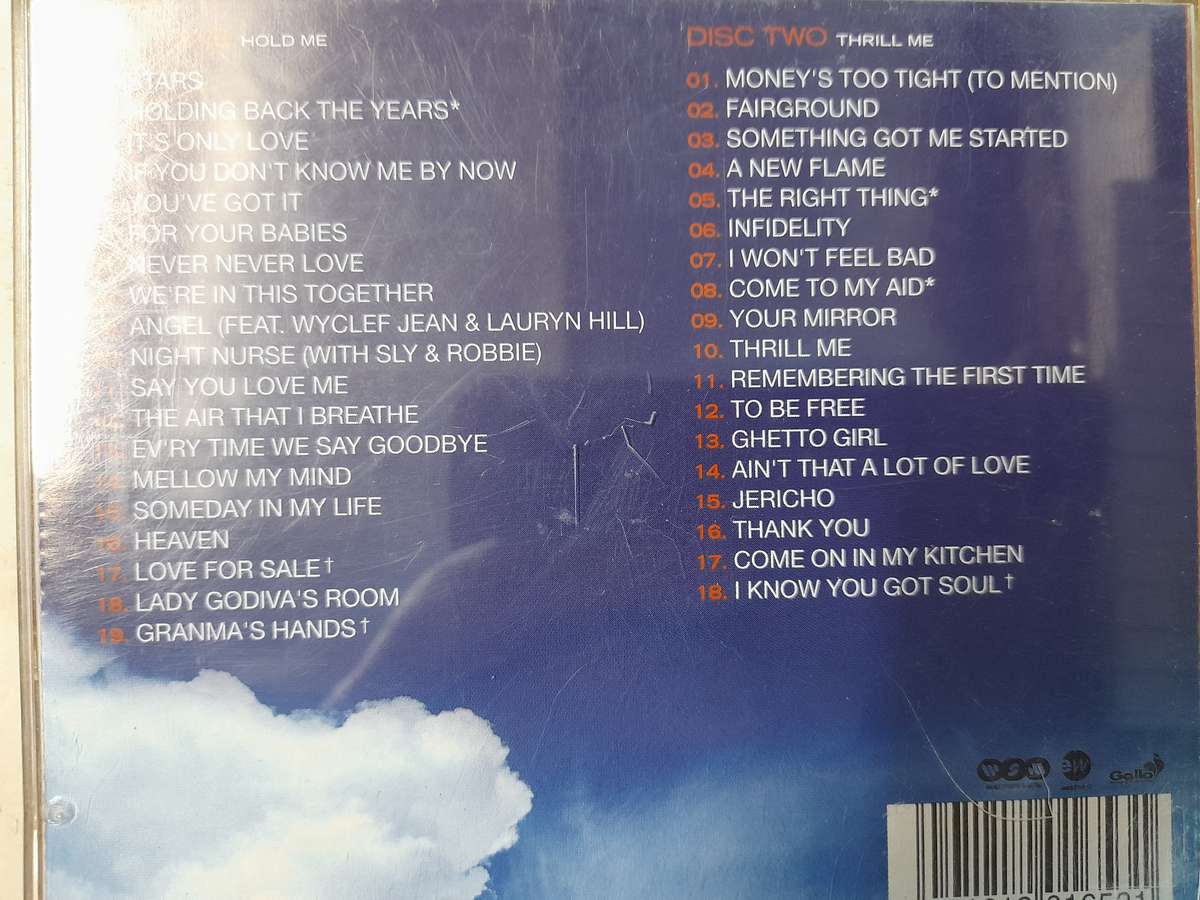 HOLD ME
STARS
HOLDING BACK THE YEARS*
IT'S ONLY LOVE
IF YOU DON'T KNOW ME BY NOW
YOU'VE GOT IT
FOR YOUR BABIES
NEVER NEVER LOVE
WE'RE IN THIS TOGETHER
ANGEL (FEAT. WYCLEF JEAN & LAURYN HILL)
NIGHT NURSE (WITH SLY & ROBBIE)
SAY YOU LOVE ME
THE AIR THAT I BREATHE
EV'RY TIME WE SAY GOODBYE
MELLOW MY MIND
SOMEDAY IN MY LIFE
16. HEAVEN
17. LOVE FOR SALE†
18. LADY GODIVA'S ROOM
19. GRANMA'S HANDS†
DISC TWO THRILL ME
01. MONEY'S TOO TIGHT (TO MENTION)
02. FAIRGROUND
03. SOMETHING GOT ME STARTED
04. A NEW FLAME
05. THE RIGHT THING*
06. INFIDELITY
07. I WON'T FEEL BAD
08. COME TO MY AID*
09. YOUR MIRROR
10. THRILL ME
11. REMEMBERING THE FIRST TIME
12. TO BE FREE
13. GHETTO GIRL
14. AIN'T THAT A LOT OF LOVE
15. JERICHO
16. THANK YOU
17. COME ON IN MY KITCHEN
18. I KNOW YOU GOT SOUL†
ew
Gallo